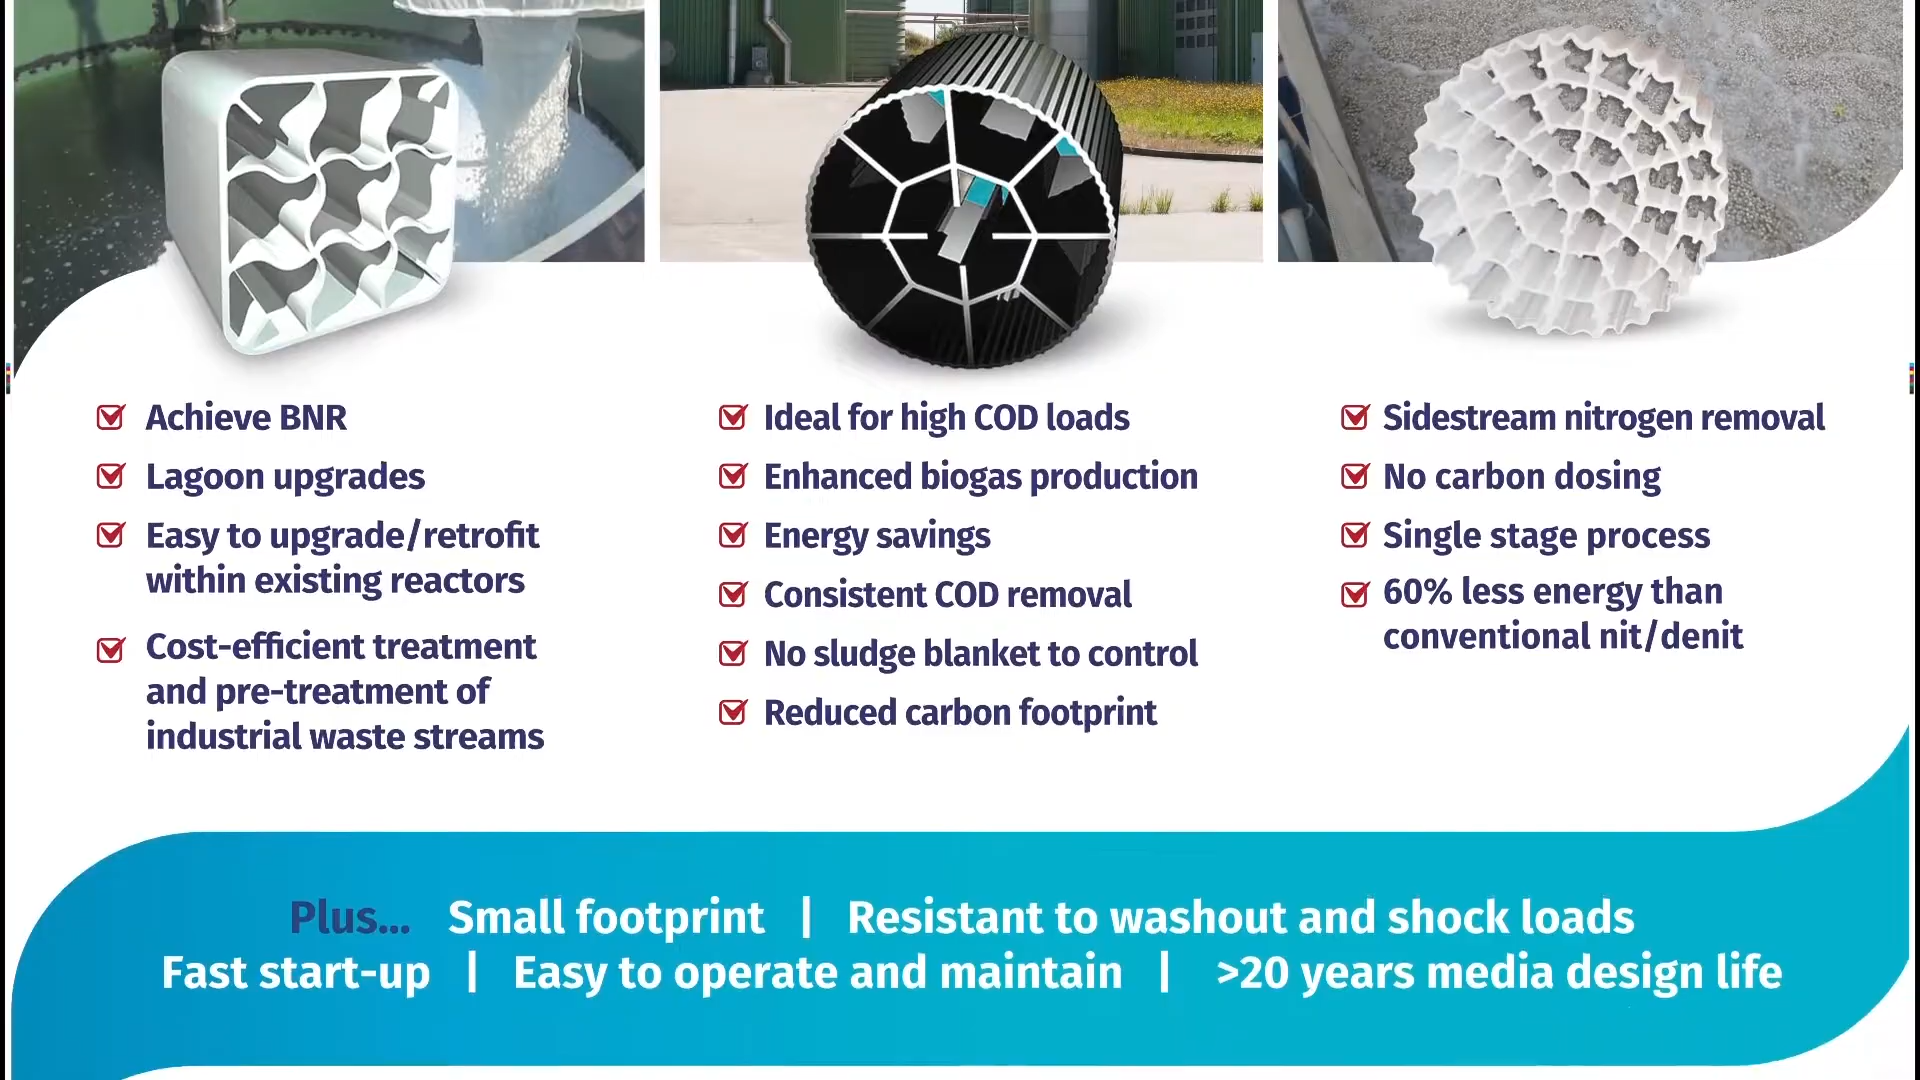 Achieve BNR
Lagoon upgrades
Easy to upgrade/retrofit
within existing reactors
Cost-efficient treatment
and pre-treatment of
industrial waste streams
Ideal for high COD loads
Enhanced biogas production
Energy savings
Consistent COD removal
No sludge blanket to control
Reduced carbon footprint
Sidestream nitrogen removal
No carbon dosing
Single stage process
60% less energy than
conventional nit/denit
Plus... Small footprint | Resistant to washout and shock loads
Fast start-up | Easy to operate and maintain | >20 years media design life